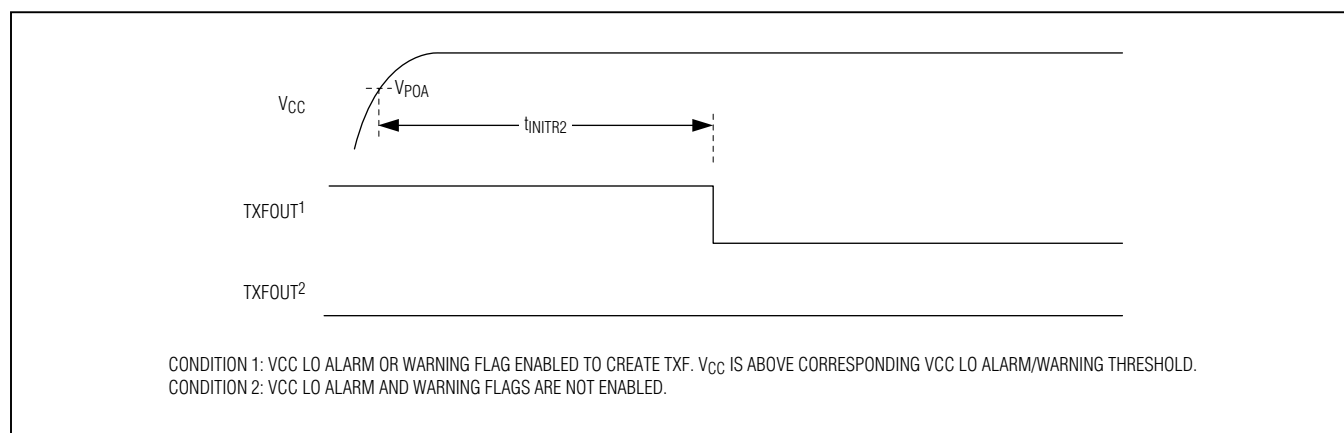 VCC
VPOA
tINITR2
TXFOUT1
TXFOUT2
CONDITION 1: VCC LO ALARM OR WARNING FLAG ENABLED TO CREATE TXF. VCC IS ABOVE CORRESPONDING VCC LO ALARM/WARNING THRESHOLD.
CONDITION 2: VCC LO ALARM AND WARNING FLAGS ARE NOT ENABLED.